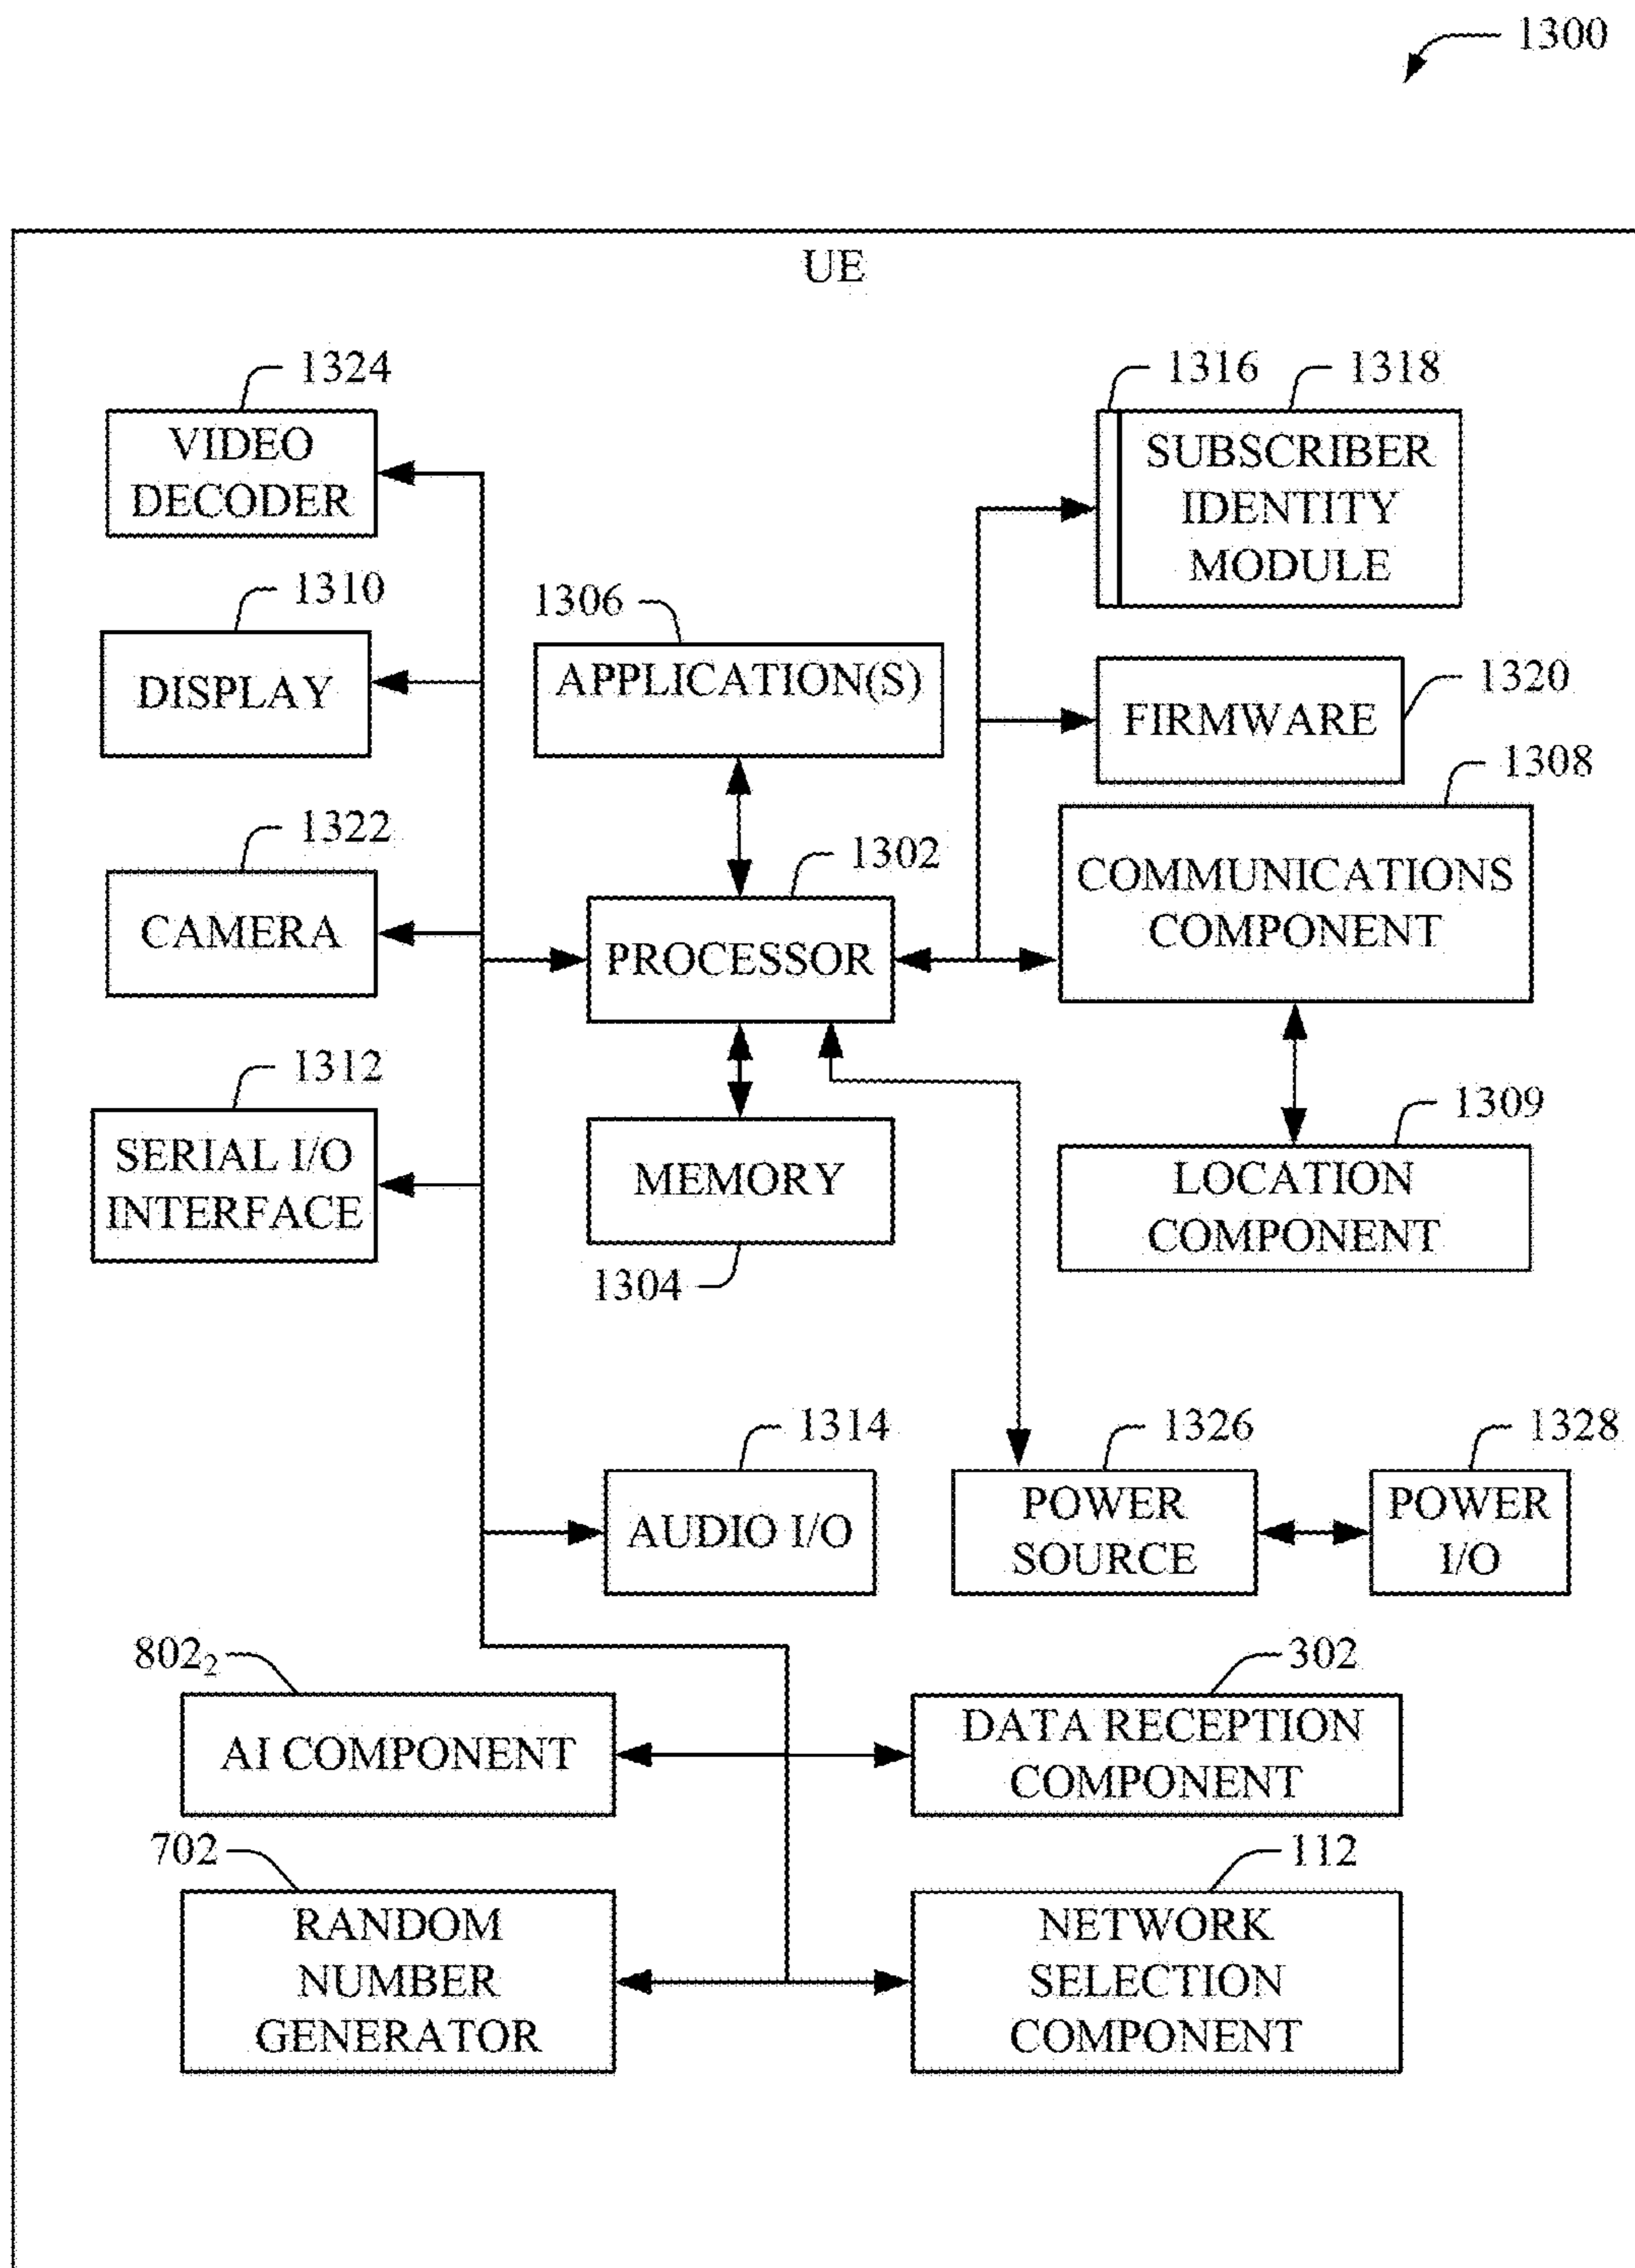 1300
UE
1324
VIDEO
DECODER
1316
1318
SUBSCRIBER
IDENTITY
MODULE
1310
DISPLAY
1306
APPLICATION(S)
1320
FIRMWARE
1308
COMMUNICATIONS
COMPONENT
1322
CAMERA
1302
PROCESSOR
1312
SERIAL I/O
INTERFACE
MEMORY
1304
1309
LOCATION
COMPONENT
1314
AUDIO I/O
1326
POWER
SOURCE
1328
POWER
I/O
802₂
AI COMPONENT
302
DATA RECEPTION
COMPONENT
702
RANDOM
NUMBER
GENERATOR
112
NETWORK
SELECTION
COMPONENT